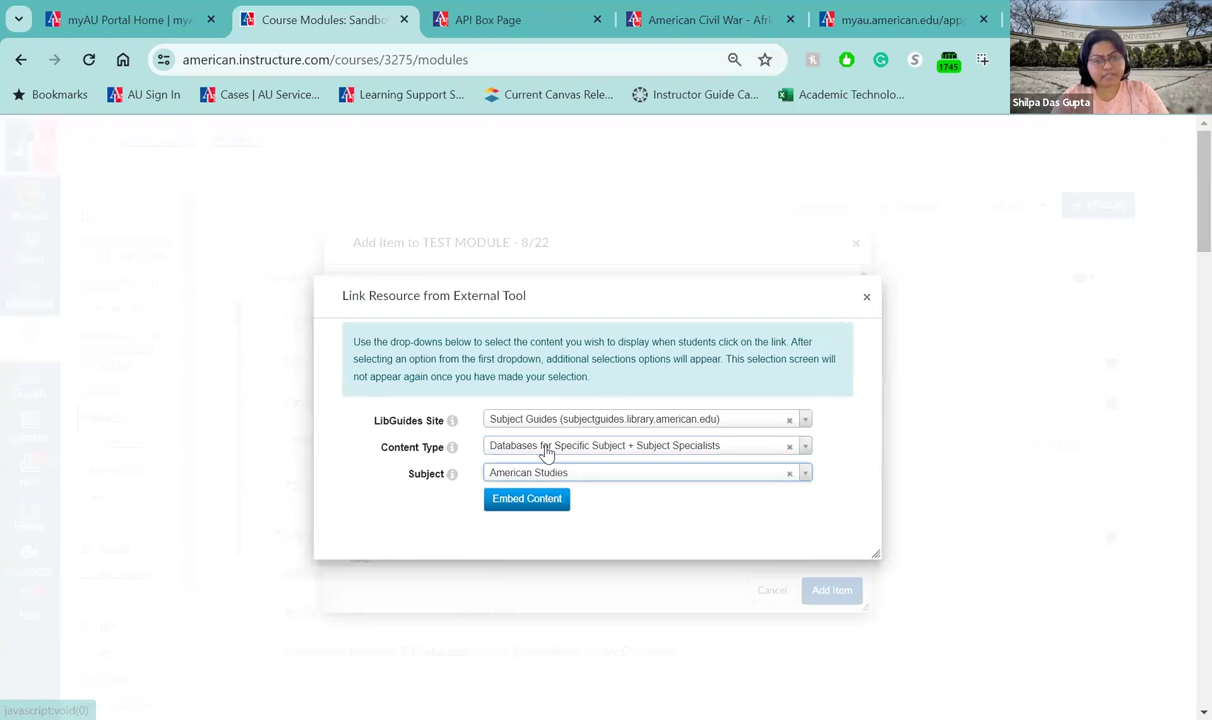 myAU Portal Home | myA
Course Modules: Sandbo
API Box Page
American Civil War - Afri
myau.american.edu/app/
american.instructure.com/courses/3275/modules
1745
Bookmarks
AU Sign In
Cases | AU Service...
Learning Support S...
Current Canvas Rele...
Instructor Guide Ca...
Academic Technolo...
Shilpa Das Gupta
Add Item to TEST MODULE - 8/22
Link Resource from External Tool
Use the drop-downs below to select the content you wish to display when students click on the link. After
selecting an option from the first dropdown, additional selections options will appear. This selection screen will
not appear again once you have made your selection.
LibGuides Site
Subject Guides (subjectguides.library.american.edu)
Content Type
Databases for Specific Subject + Subject Specialists
Subject
American Studies
Embed Content
Cancel
Add Item
javascript:void(0)